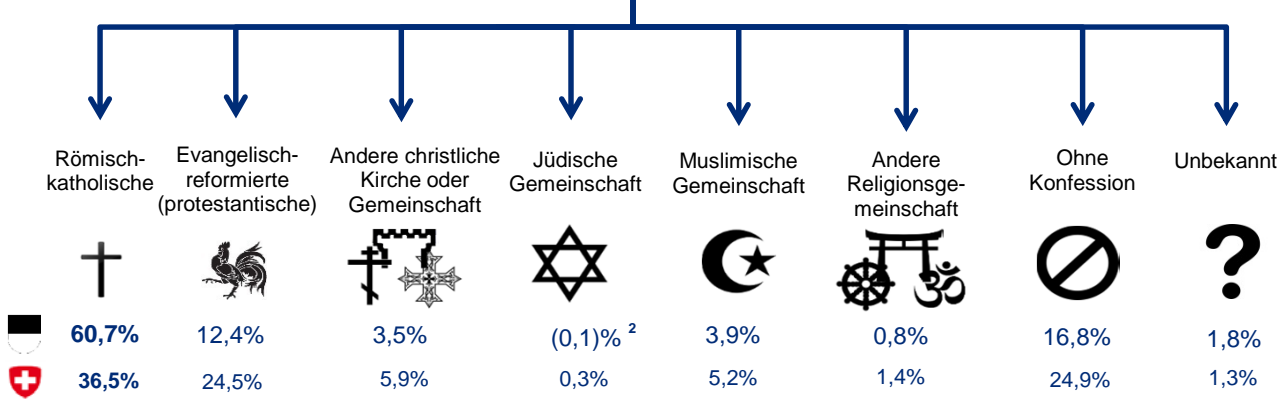 Römisch-
katholische
Evangelisch-
reformierte
(protestantische)
Andere christliche
Kirche oder
Gemeinschaft
Jüdische
Gemeinschaft
Muslimische
Gemeinschaft
Andere
Religionsge-
meinschaft
Ohne
Konfession
Unbekannt
60,7% 12,4% 3,5% (0,1)% ² 3,9% 0,8% 16,8% 1,8%
36,5% 24,5% 5,9% 0,3% 5,2% 1,4% 24,9% 1,3%